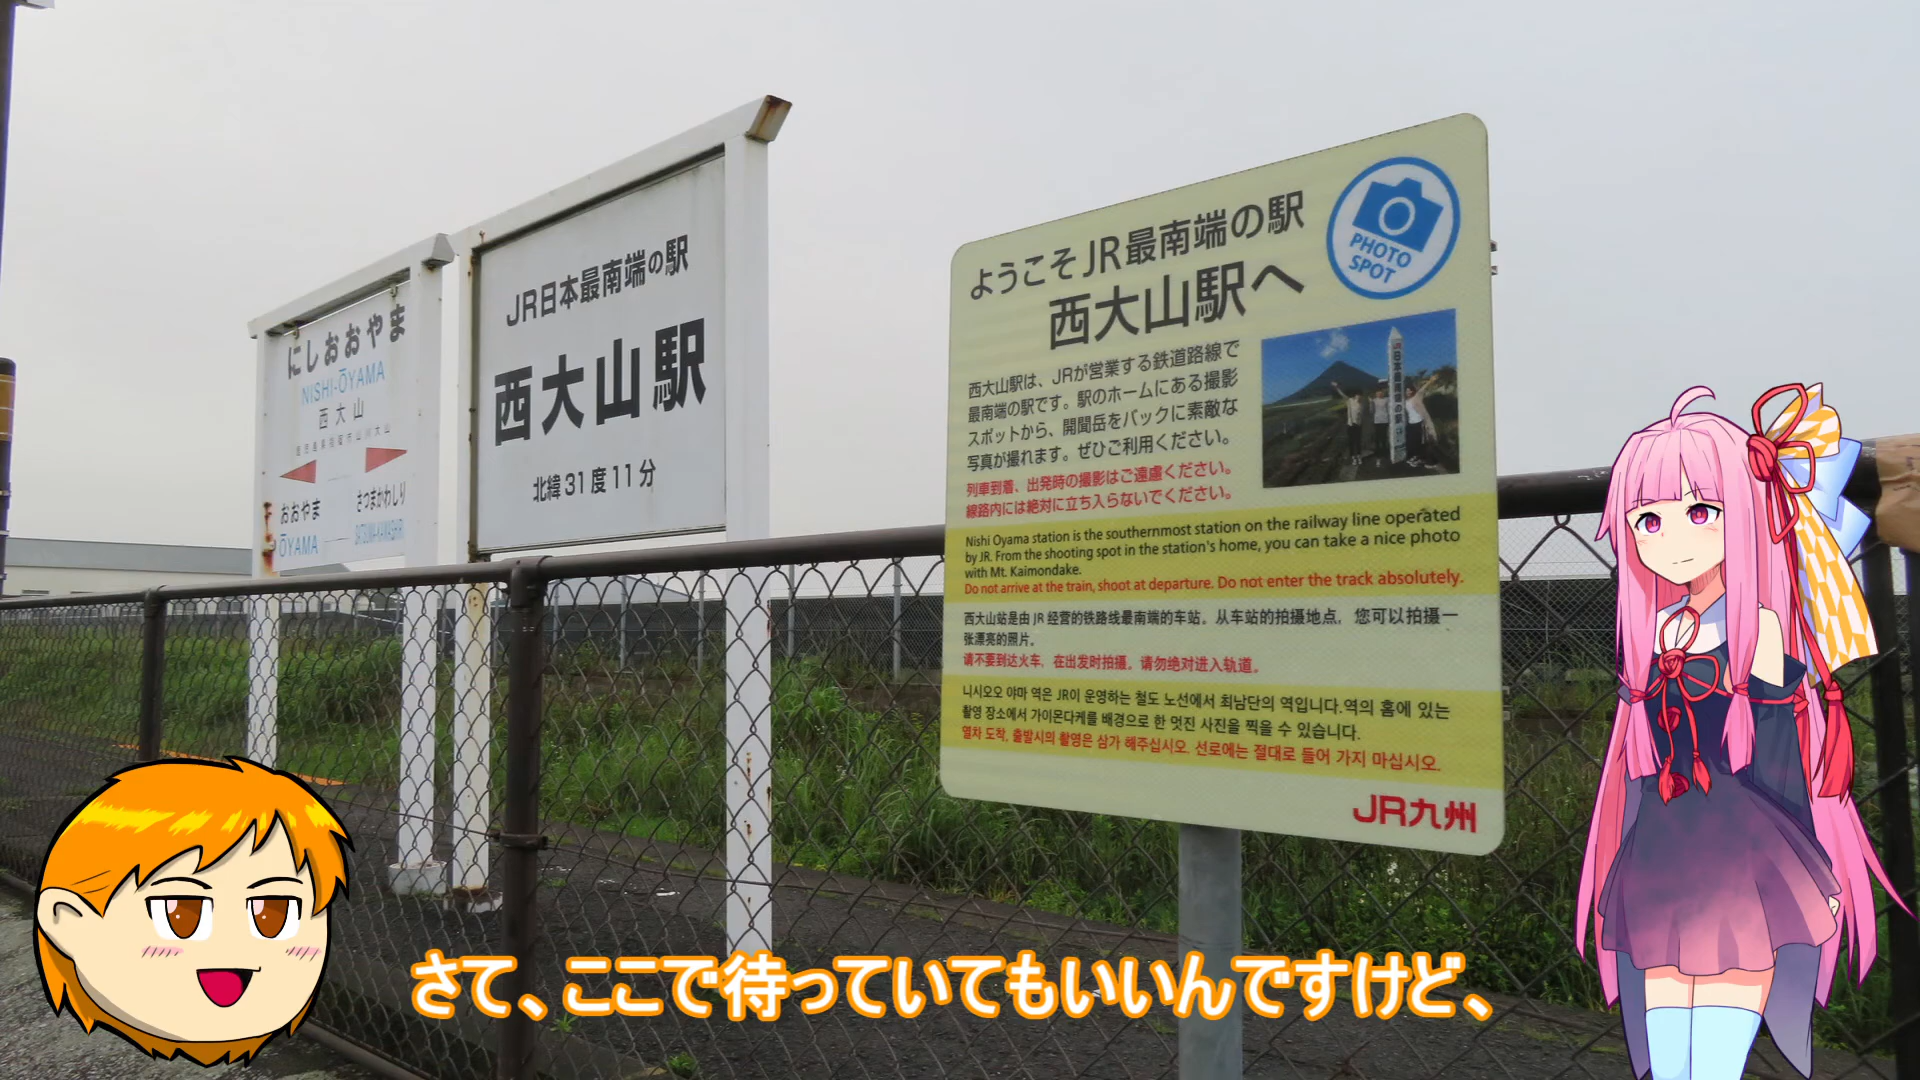 にしおおやま
NISHI-ŌYAMA
西大山
おおやま
さつまかわしり
ŌYAMA
SATSUMA-KAWASHIRI
JR日本最南端の駅
西大山駅
北緯31度11分
ようこそJR最南端の駅
西大山駅へ
PHOTO
SPOT
西大山駅は、JRが営業する鉄道路線で
最南端の駅です。駅のホームにある撮影
スポットから、開聞岳をバックに素敵な
写真が撮れます。ぜひご利用ください。
列車到着、出発時の撮影はご遠慮ください。
線路内には絶対に立ち入らないでください。
Nishi Oyama station is the southernmost station on the railway line operated
by JR. From the shooting spot in the station's home, you can take a nice photo
with Mt. Kaimondake.
Do not arrive at the train, shoot at departure. Do not enter the track absolutely.
西大山站是由 JR 经营的铁路线最南端的车站。从车站的拍摄地点，您可以拍摄一
张漂亮的照片。
请不要到达火车，在出发时拍摄。请勿绝对进入轨道。
니시오오 야마 역은 JR이 운영하는 철도 노선에서 최남단의 역입니다.역의 홈에 있는
촬영 장소에서 가이몬다케를 배경으로 한 멋진 사진을 찍을 수 있습니다.
열차 도착, 출발시의 촬영은 삼가 해주십시오. 선로에는 절대로 들어 가지 마십시오.
JR九州
さて、ここで待っていてもいいんですけど、